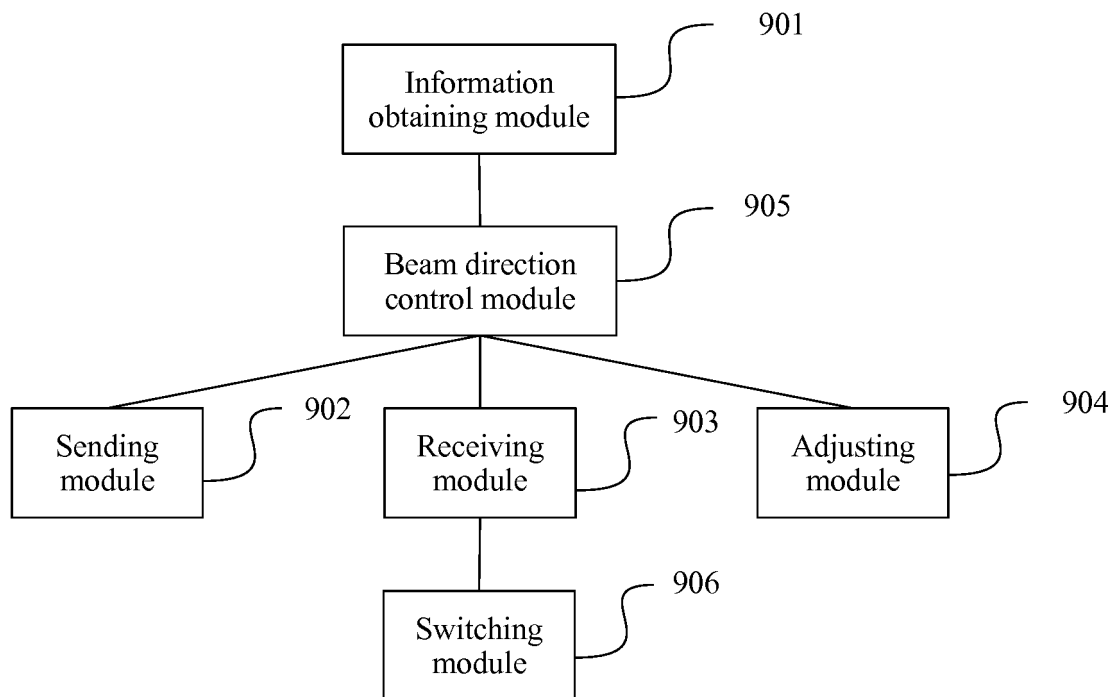 901
Information
obtaining module
905
Beam direction
control module
902
Sending
module
903
Receiving
module
904
Adjusting
module
906
Switching
module